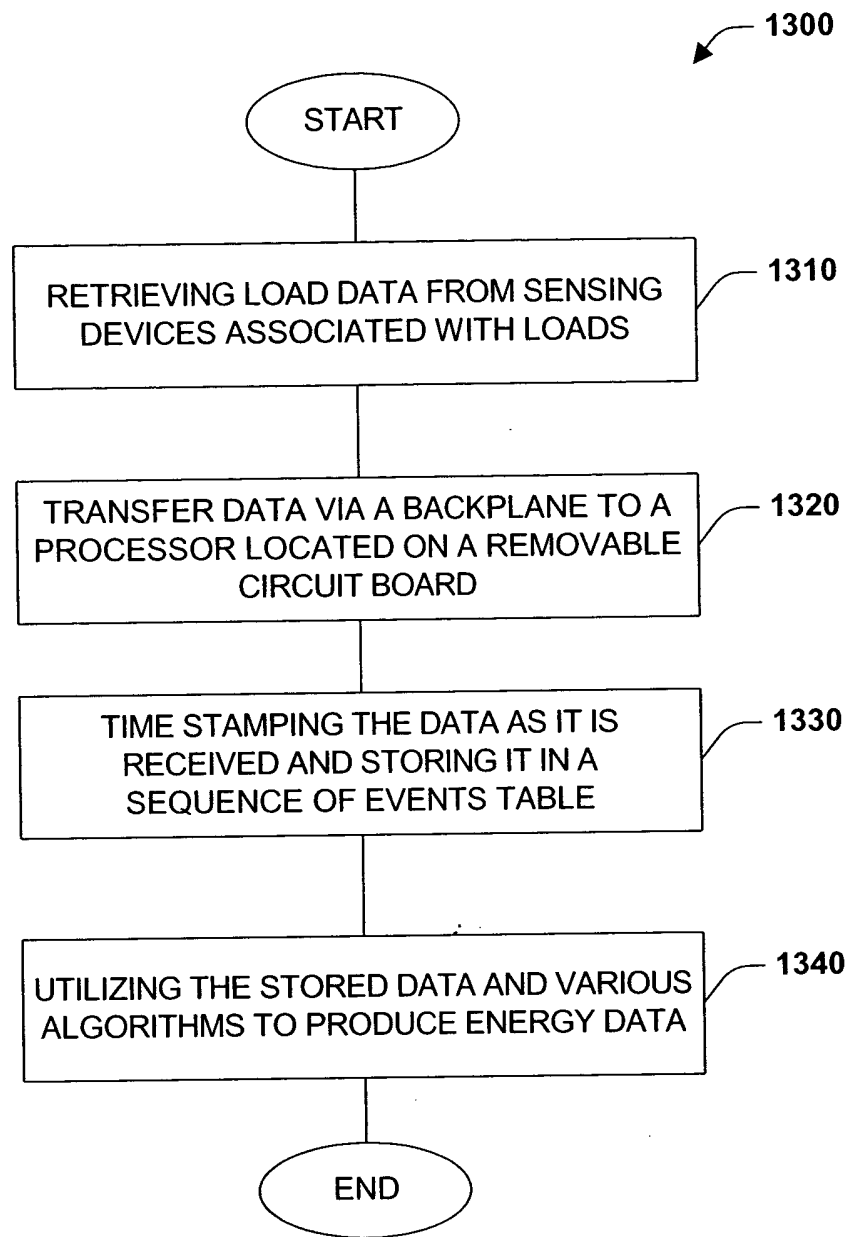 1300
START
RETRIEVING LOAD DATA FROM SENSING
DEVICES ASSOCIATED WITH LOADS
1310
TRANSFER DATA VIA A BACKPLANE TO A
PROCESSOR LOCATED ON A REMOVABLE
CIRCUIT BOARD
1320
TIME STAMPING THE DATA AS IT IS
RECEIVED AND STORING IT IN A
SEQUENCE OF EVENTS TABLE
1330
UTILIZING THE STORED DATA AND VARIOUS
ALGORITHMS TO PRODUCE ENERGY DATA
1340
END